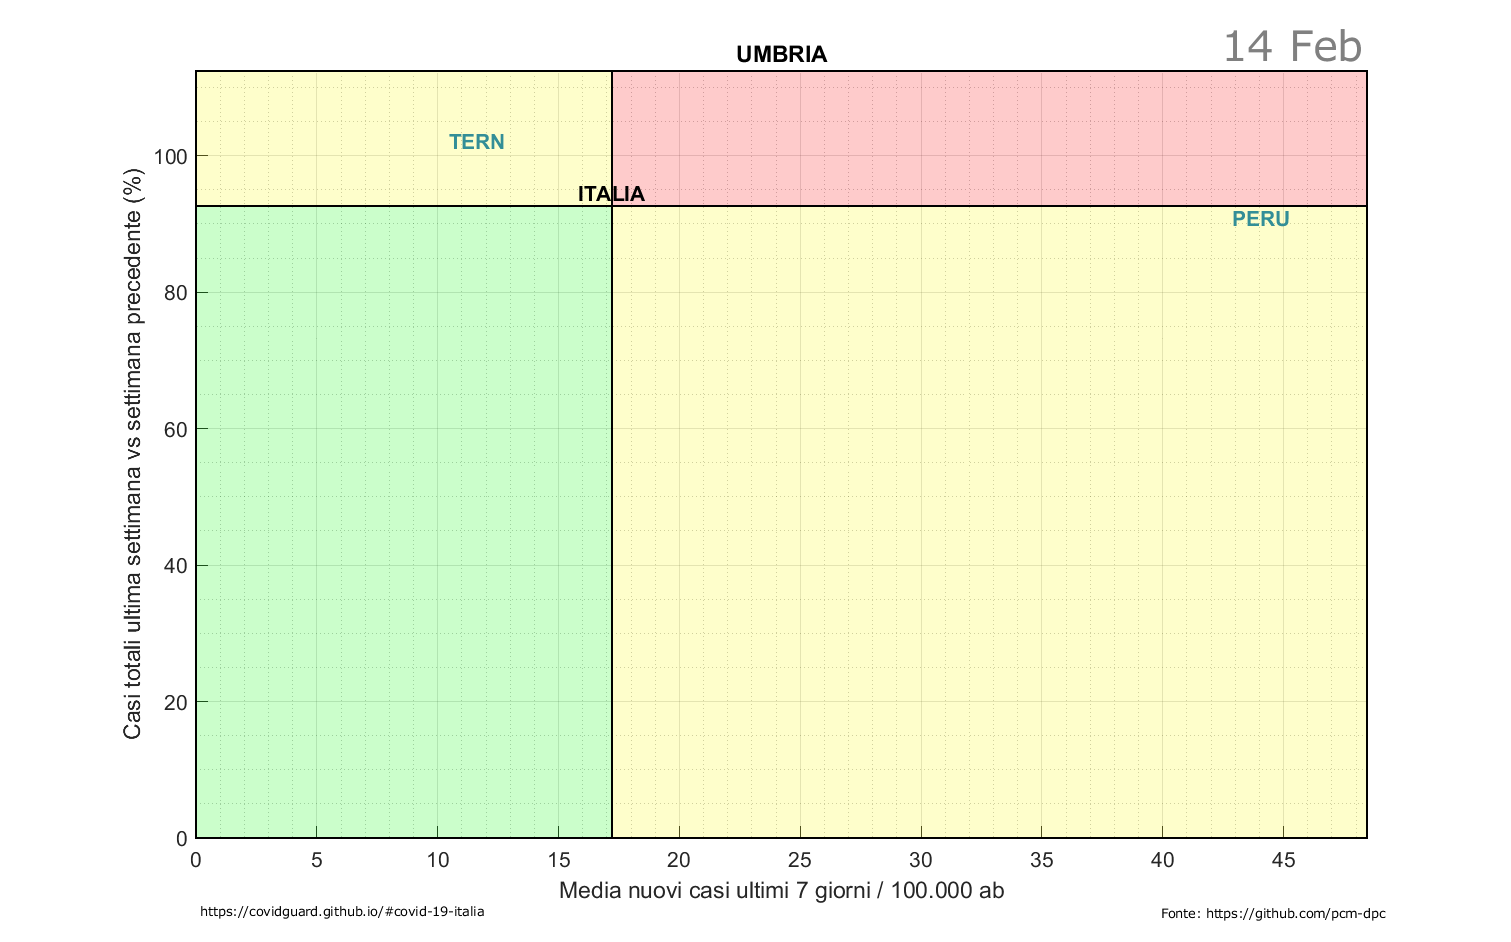 14 Feb
UMBRIA
TERN
100
ITALIA
PERU
80
60
40
20
0
Casi totali ultima settimana vs settimana precedente (%)
0 5 10 15 20 25 30 35 40 45
Media nuovi casi ultimi 7 giorni / 100.000 ab
https://covidguard.github.io/#covid-19-italia
Fonte: https://github.com/pcm-dpc